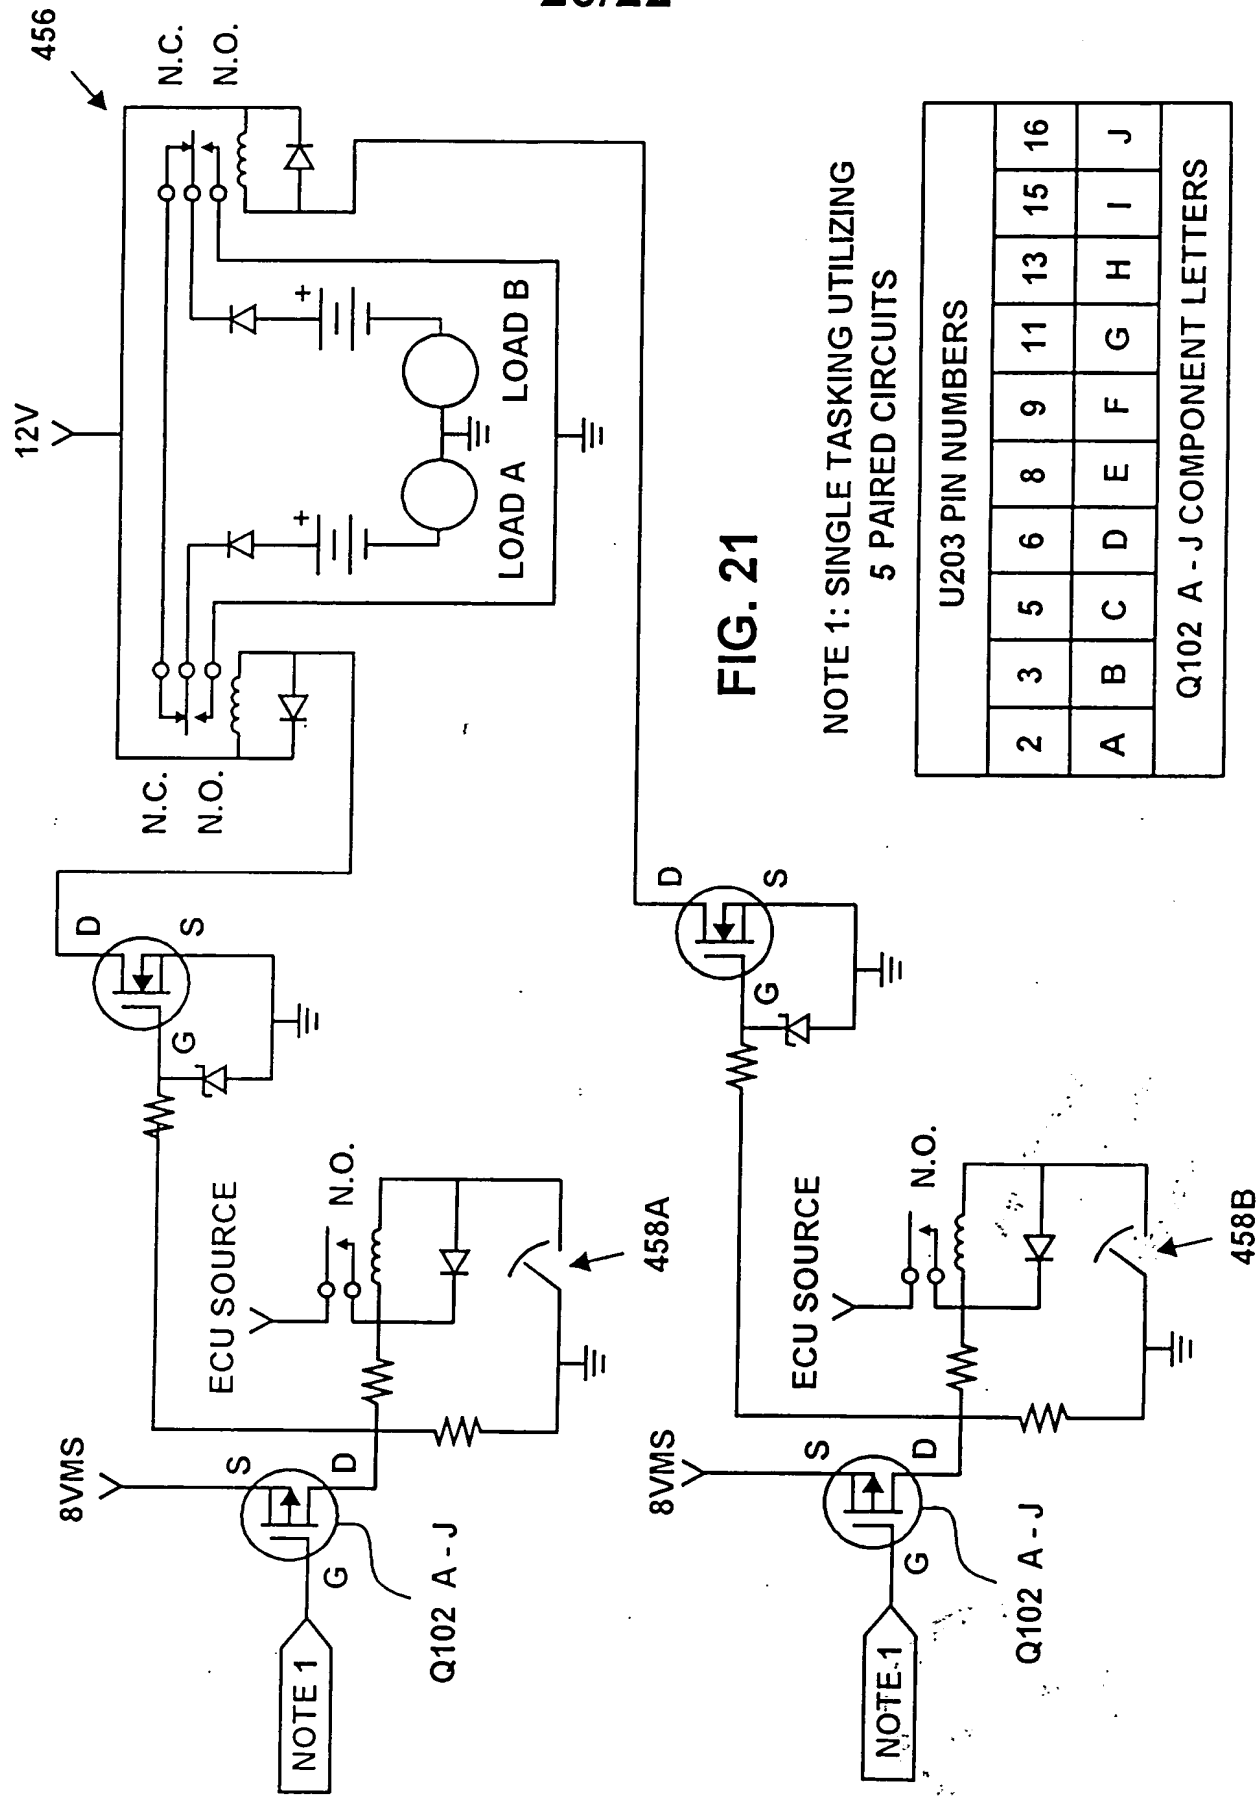 456
12V
N.C.
N.O.
N.C.
N.O.
+
+
LOAD A
LOAD B
D
S
G
8VMS
S
D
G
NOTE 1
Q102 A - J
ECU SOURCE
N.O.
458A
D
S
G
8VMS
S
D
G
NOTE 1
Q102 A - J
ECU SOURCE
N.O.
458B
FIG. 21
NOTE 1: SINGLE TASKING UTILIZING
5 PAIRED CIRCUITS
U203 PIN NUMBERS
2 3 5 6 8 9 11 13 15 16
A B C D E F G H I J
Q102 A - J COMPONENT LETTERS